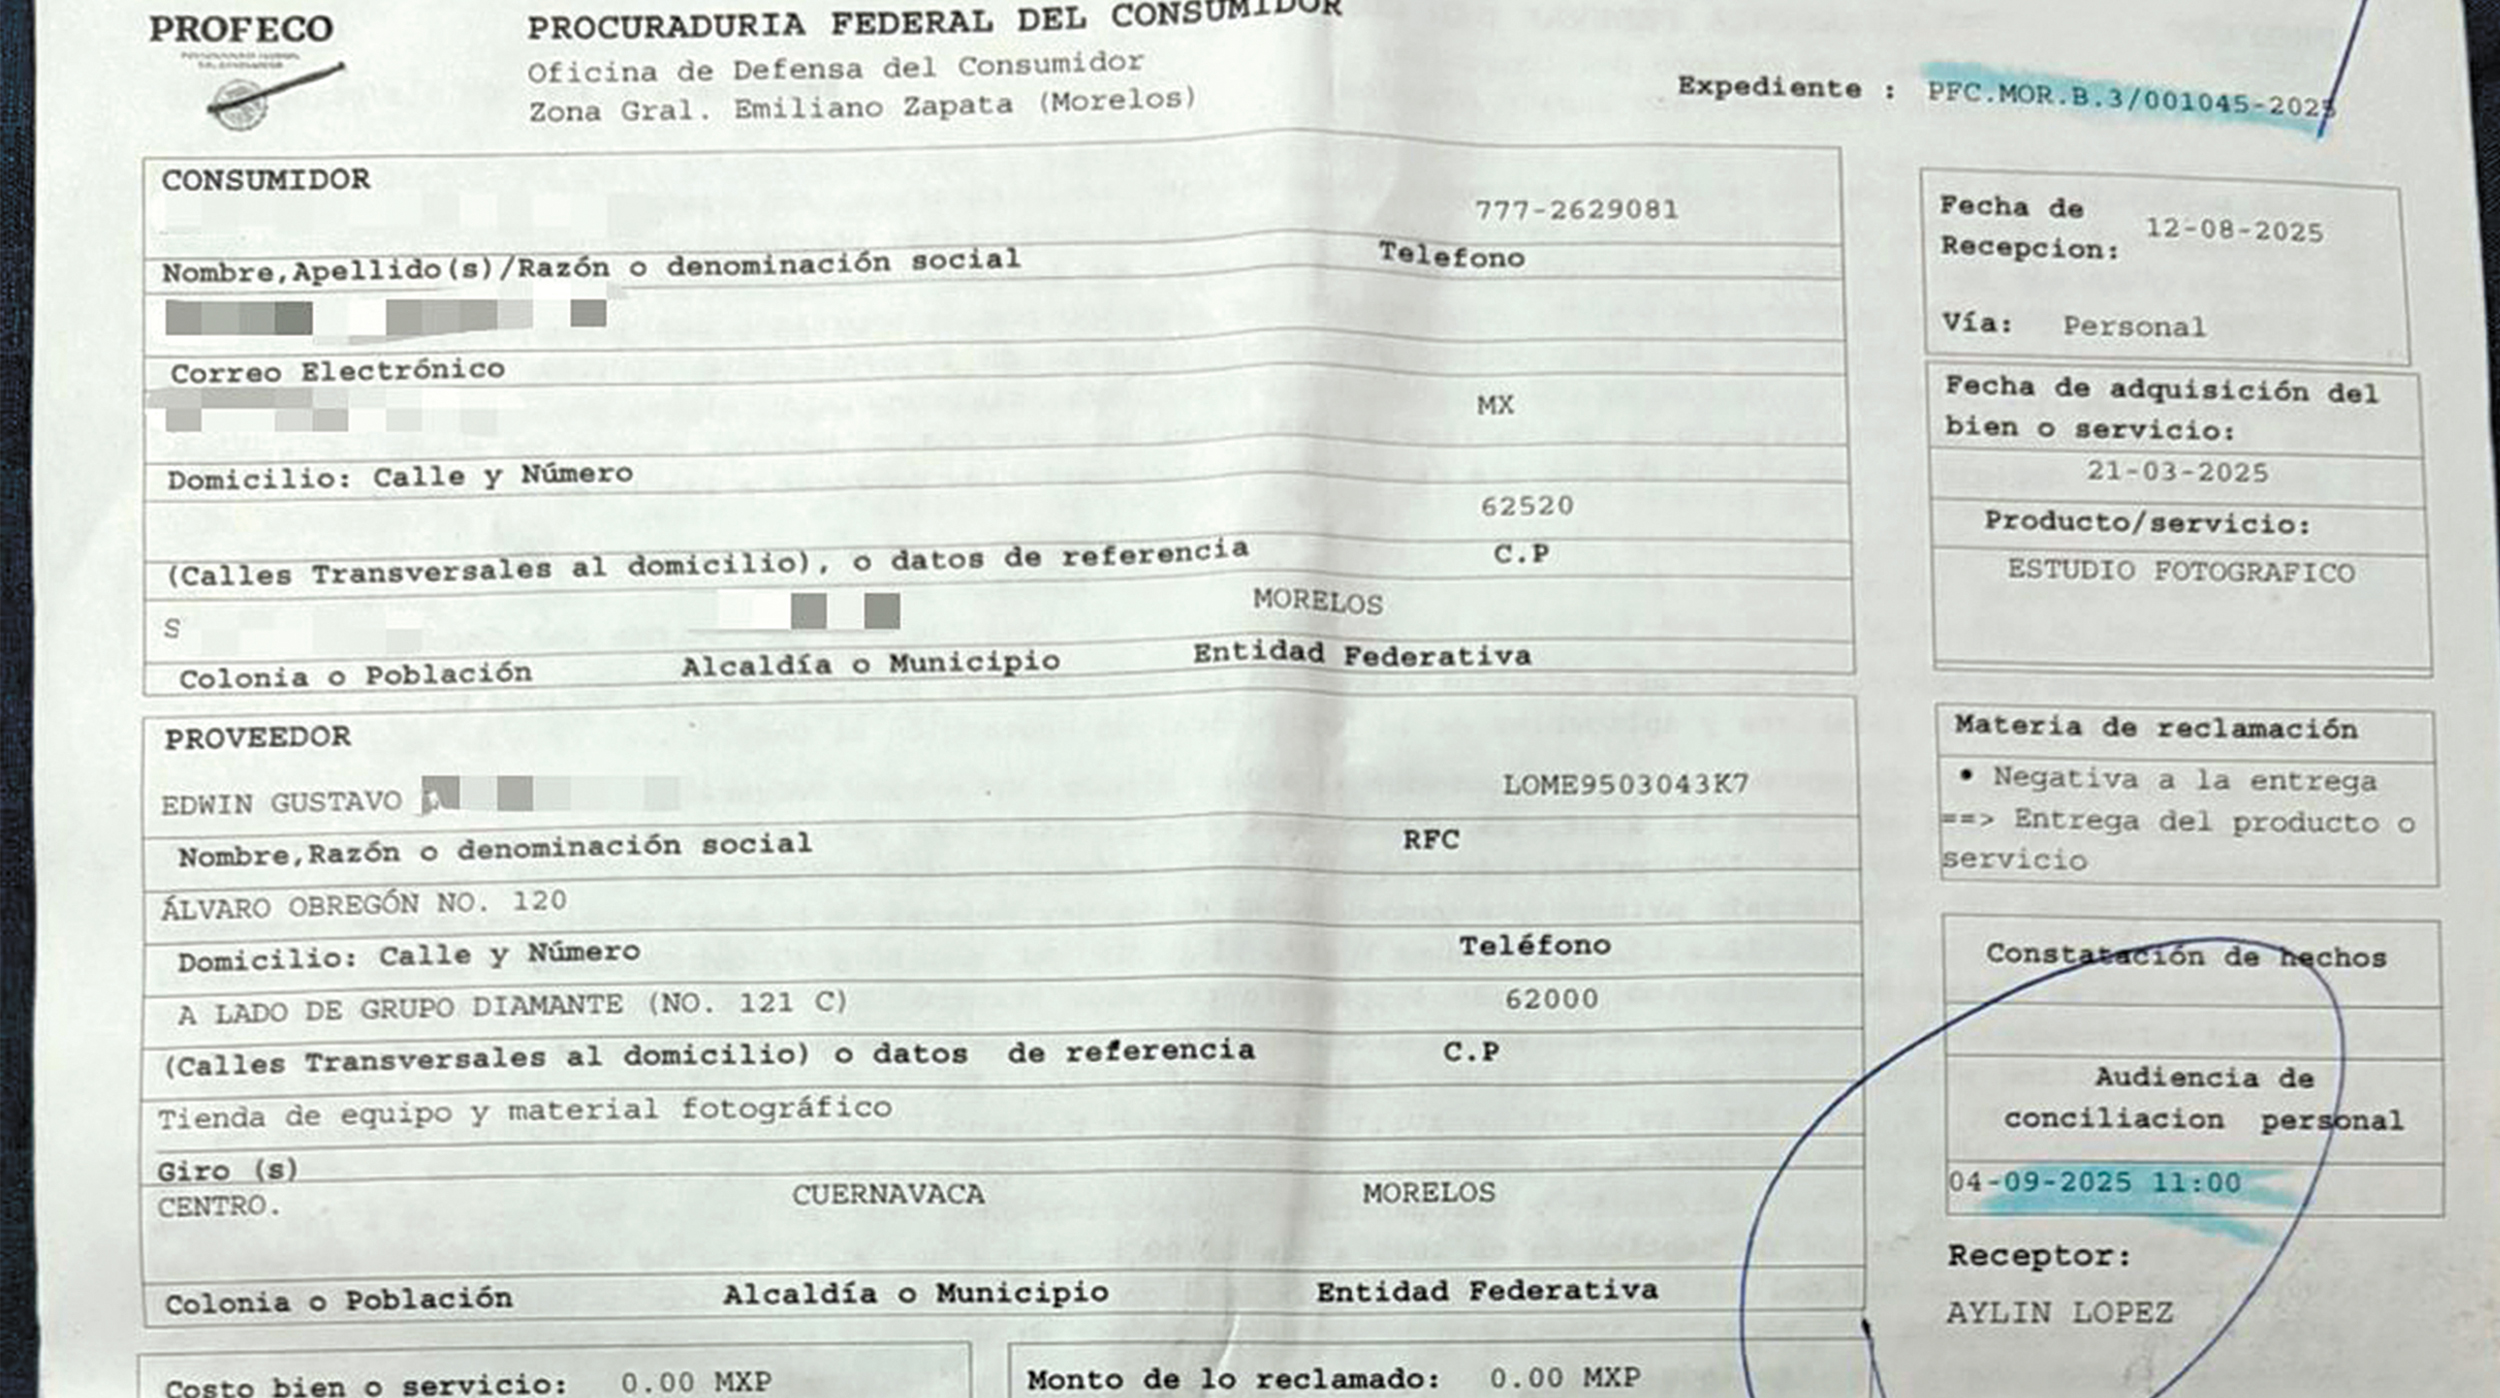 PROFECO
PROCURADURIA FEDERAL DEL CONSUMIDOR
Oficina de Defensa del Consumidor
Zona Gral. Emiliano Zapata (Morelos)
Expediente : PFC.MOR.B.3/001045-2025
CONSUMIDOR
777-2629081
Nombre,Apellido(s)/Razón o denominación social Telefono
Correo Electrónico
MX
Domicilio: Calle y Número
62520
(Calles Transversales al domicilio), o datos de referencia C.P
S MORELOS
Colonia o Población Alcaldía o Municipio Entidad Federativa
Fecha de
Recepcion: 12-08-2025
Vía: Personal
Fecha de adquisición del
bien o servicio:
21-03-2025
Producto/servicio:
ESTUDIO FOTOGRAFICO
PROVEEDOR
EDWIN GUSTAVO LOME9503043K7
Nombre,Razón o denominación social RFC
ÁLVARO OBREGÓN NO. 120
Domicilio: Calle y Número Teléfono
A LADO DE GRUPO DIAMANTE (NO. 121 C) 62000
(Calles Transversales al domicilio) o datos de referencia C.P
Tienda de equipo y material fotográfico
Giro (s)
CENTRO. CUERNAVACA MORELOS
Colonia o Población Alcaldía o Municipio Entidad Federativa
Materia de reclamación
• Negativa a la entrega
==> Entrega del producto o
servicio
Constatación de hechos
Audiencia de
conciliacion personal
04-09-2025 11:00
Receptor:
AYLIN LOPEZ
Costo bien o servicio: 0.00 MXP Monto de lo reclamado: 0.00 MXP